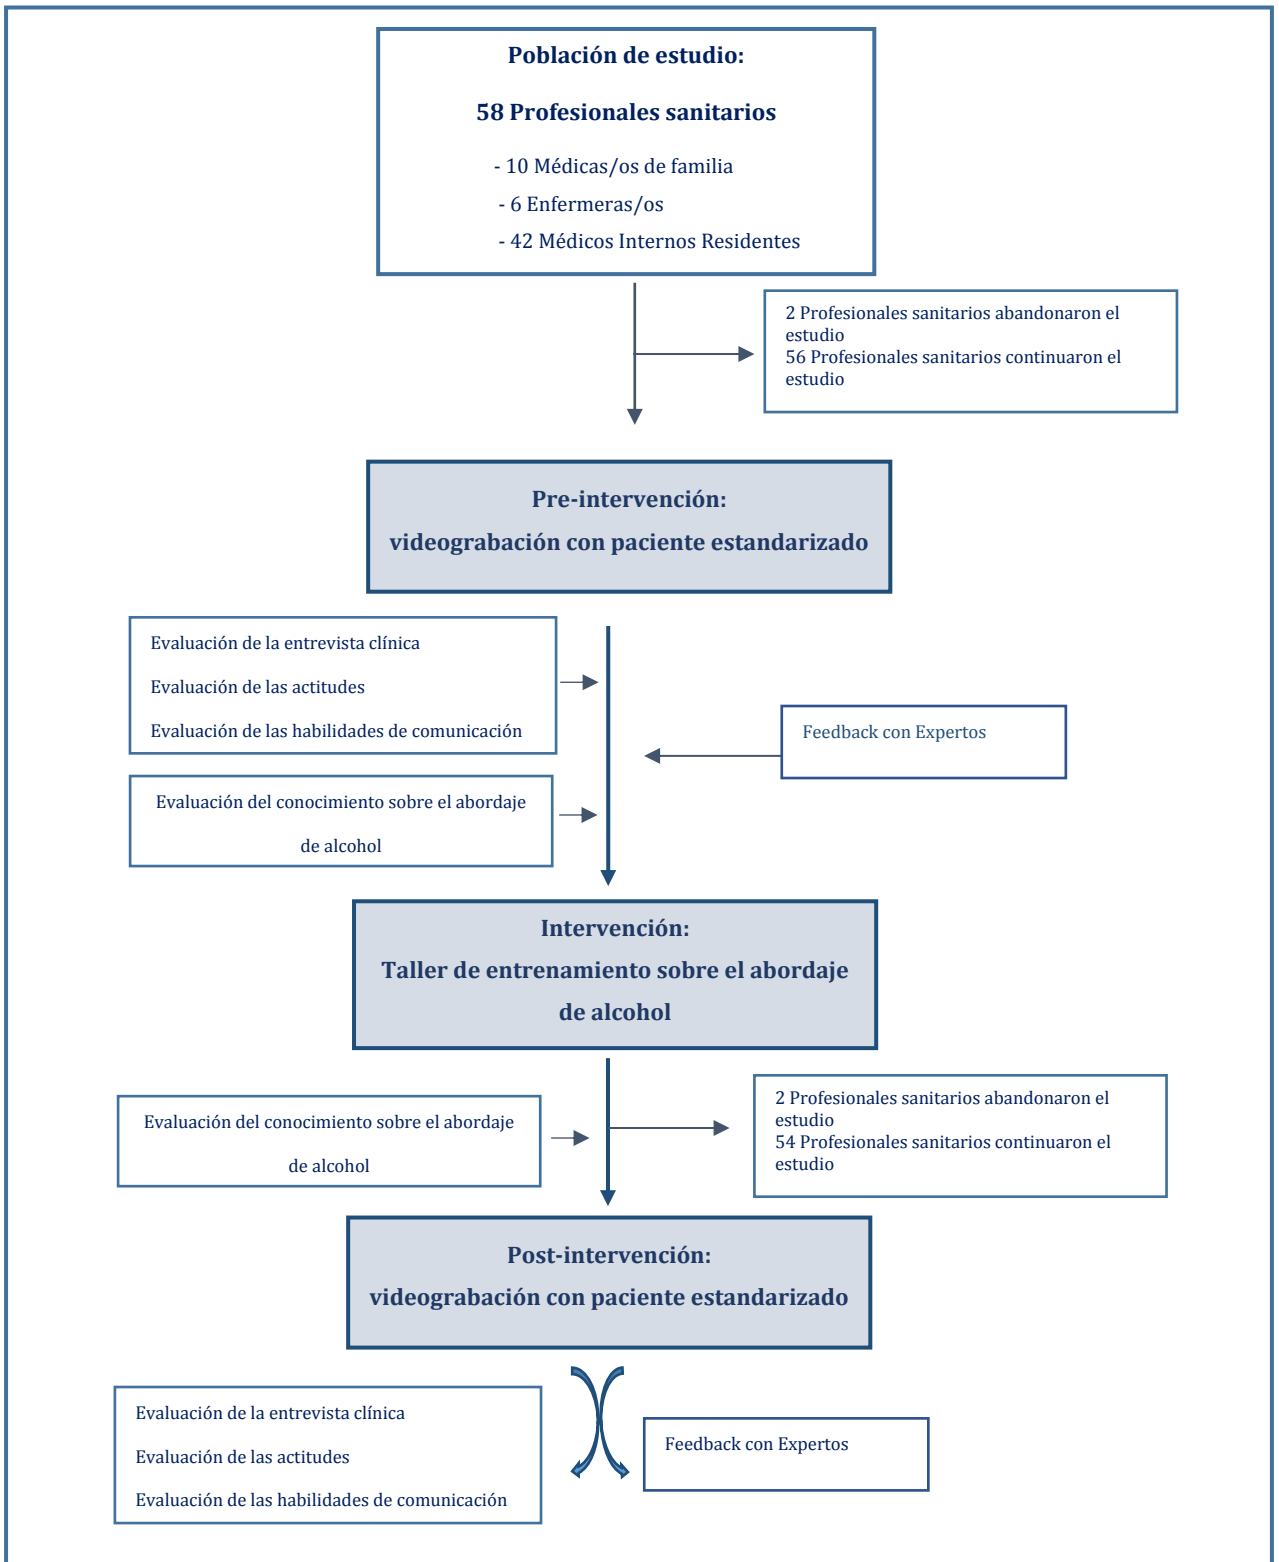 Población de estudio:
58 Profesionales sanitarios
- 10 Médicas/os de familia
- 6 Enfermeras/os
- 42 Médicos Internos Residentes
2 Profesionales sanitarios abandonaron el
estudio
56 Profesionales sanitarios continuaron el
estudio
Pre-intervención:
videograbación con paciente estandarizado
Evaluación de la entrevista clínica
Evaluación de las actitudes
Evaluación de las habilidades de comunicación
Feedback con Expertos
Evaluación del conocimiento sobre el abordaje
de alcohol
Intervención:
Taller de entrenamiento sobre el abordaje
de alcohol
2 Profesionales sanitarios abandonaron el
estudio
54 Profesionales sanitarios continuaron el
estudio
Evaluación del conocimiento sobre el abordaje
de alcohol
Post-intervención:
videograbación con paciente estandarizado
Evaluación de la entrevista clínica
Evaluación de las actitudes
Evaluación de las habilidades de comunicación
Feedback con Expertos